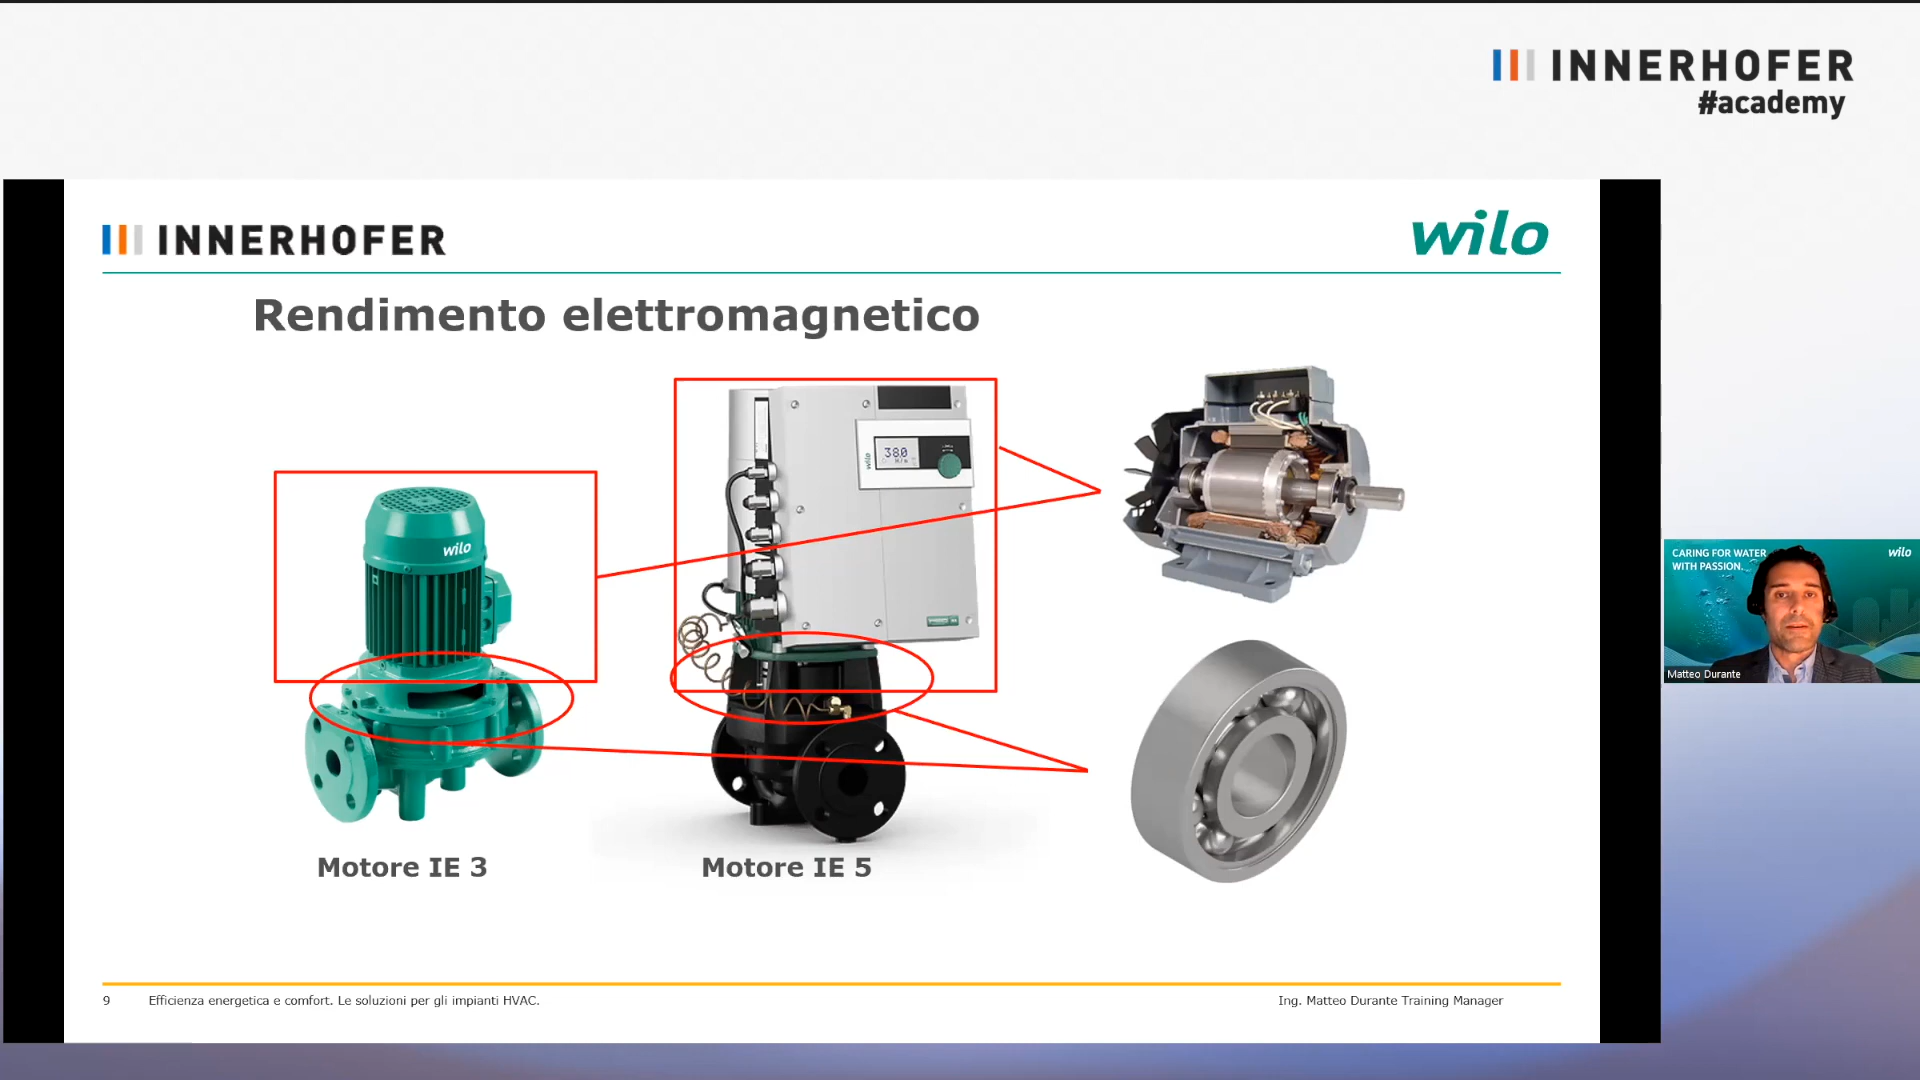 INNERHOFER
#academy
INNERHOFER
wilo
Rendimento elettromagnetico
wilo
wilo
38.0
Motore IE 3
Motore IE 5
CARING FOR WATER
WITH PASSION.
wilo
Matteo Durante
9
Efficienza energetica e comfort. Le soluzioni per gli impianti HVAC.
Ing. Matteo Durante Training Manager